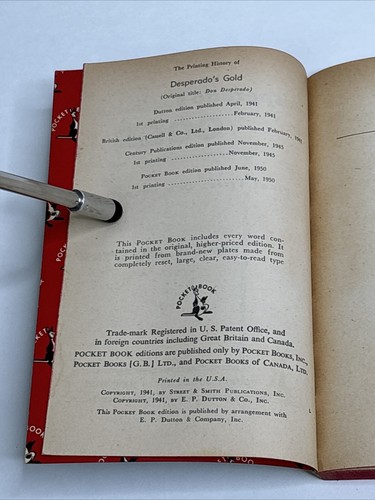 The Printing History of
Desperado's Gold
(Original title: Don Desperado)
Dutton edition published April, 1941
1st printing ...................February, 1941
British edition (Cassell & Co., Ltd., London) published February,
Century Publications edition published November, 1945
1st printing ...................November, 1945
POCKET BOOK edition published June, 1950
1st printing ...................May, 1950
This POCKET BOOK includes every word con-
tained in the original, higher-priced edition. It
is printed from brand-new plates made from
completely reset, large, clear, easy-to-read type
POCKET BOOK
Trade-mark Registered in U. S. Patent Office, and
in foreign countries including Great Britain and Canada.
POCKET BOOK editions are published only by POCKET BOOKS, INC.,
POCKET BOOKS [G.B.] LTD., and POCKET BOOKS OF CANADA, LTD.
Printed in the U.S.A.
COPYRIGHT, 1941, BY STREET & SMITH PUBLICATIONS, INC.
COPYRIGHT, 1941, BY E. P. DUTTON & CO., INC.
This POCKET BOOK edition is published by arrangement with
E. P. Dutton & Company, Inc.
POCKET BOOK
POCKET BOOK